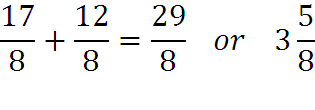 17/8 + 12/8 = 29/8 or 3 5/8